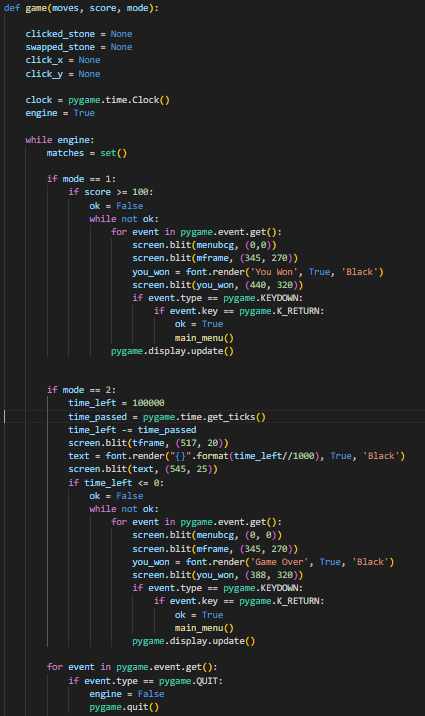 def game(moves, score, mode):
clicked_stone = None
swapped_stone = None
click_x = None
click_y = None
clock = pygame.time.Clock()
engine = True
while engine:
matches = set()
if mode == 1:
if score >= 100:
ok = False
while not ok:
for event in pygame.event.get():
screen.blit(menubcg, (0,0))
screen.blit(mframe, (345, 270))
you_won = font.render('You Won', True, 'Black')
screen.blit(you_won, (440, 320))
if event.type == pygame.KEYDOWN:
if event.key == pygame.K_RETURN:
ok = True
main_menu()
pygame.display.update()
if mode == 2:
time_left = 100000
time_passed = pygame.time.get_ticks()
time_left -= time_passed
screen.blit(tframe, (517, 20))
text = font.render("{}".format(time_left//1000), True, 'Black')
screen.blit(text, (545, 25))
if time_left <= 0:
ok = False
while not ok:
for event in pygame.event.get():
screen.blit(menubcg, (0, 0))
screen.blit(mframe, (345, 270))
you_won = font.render('Game Over', True, 'Black')
screen.blit(you_won, (388, 320))
if event.type == pygame.KEYDOWN:
if event.key == pygame.K_RETURN:
ok = True
main_menu()
pygame.display.update()
for event in pygame.event.get():
if event.type == pygame.QUIT:
engine = False
pygame.quit()